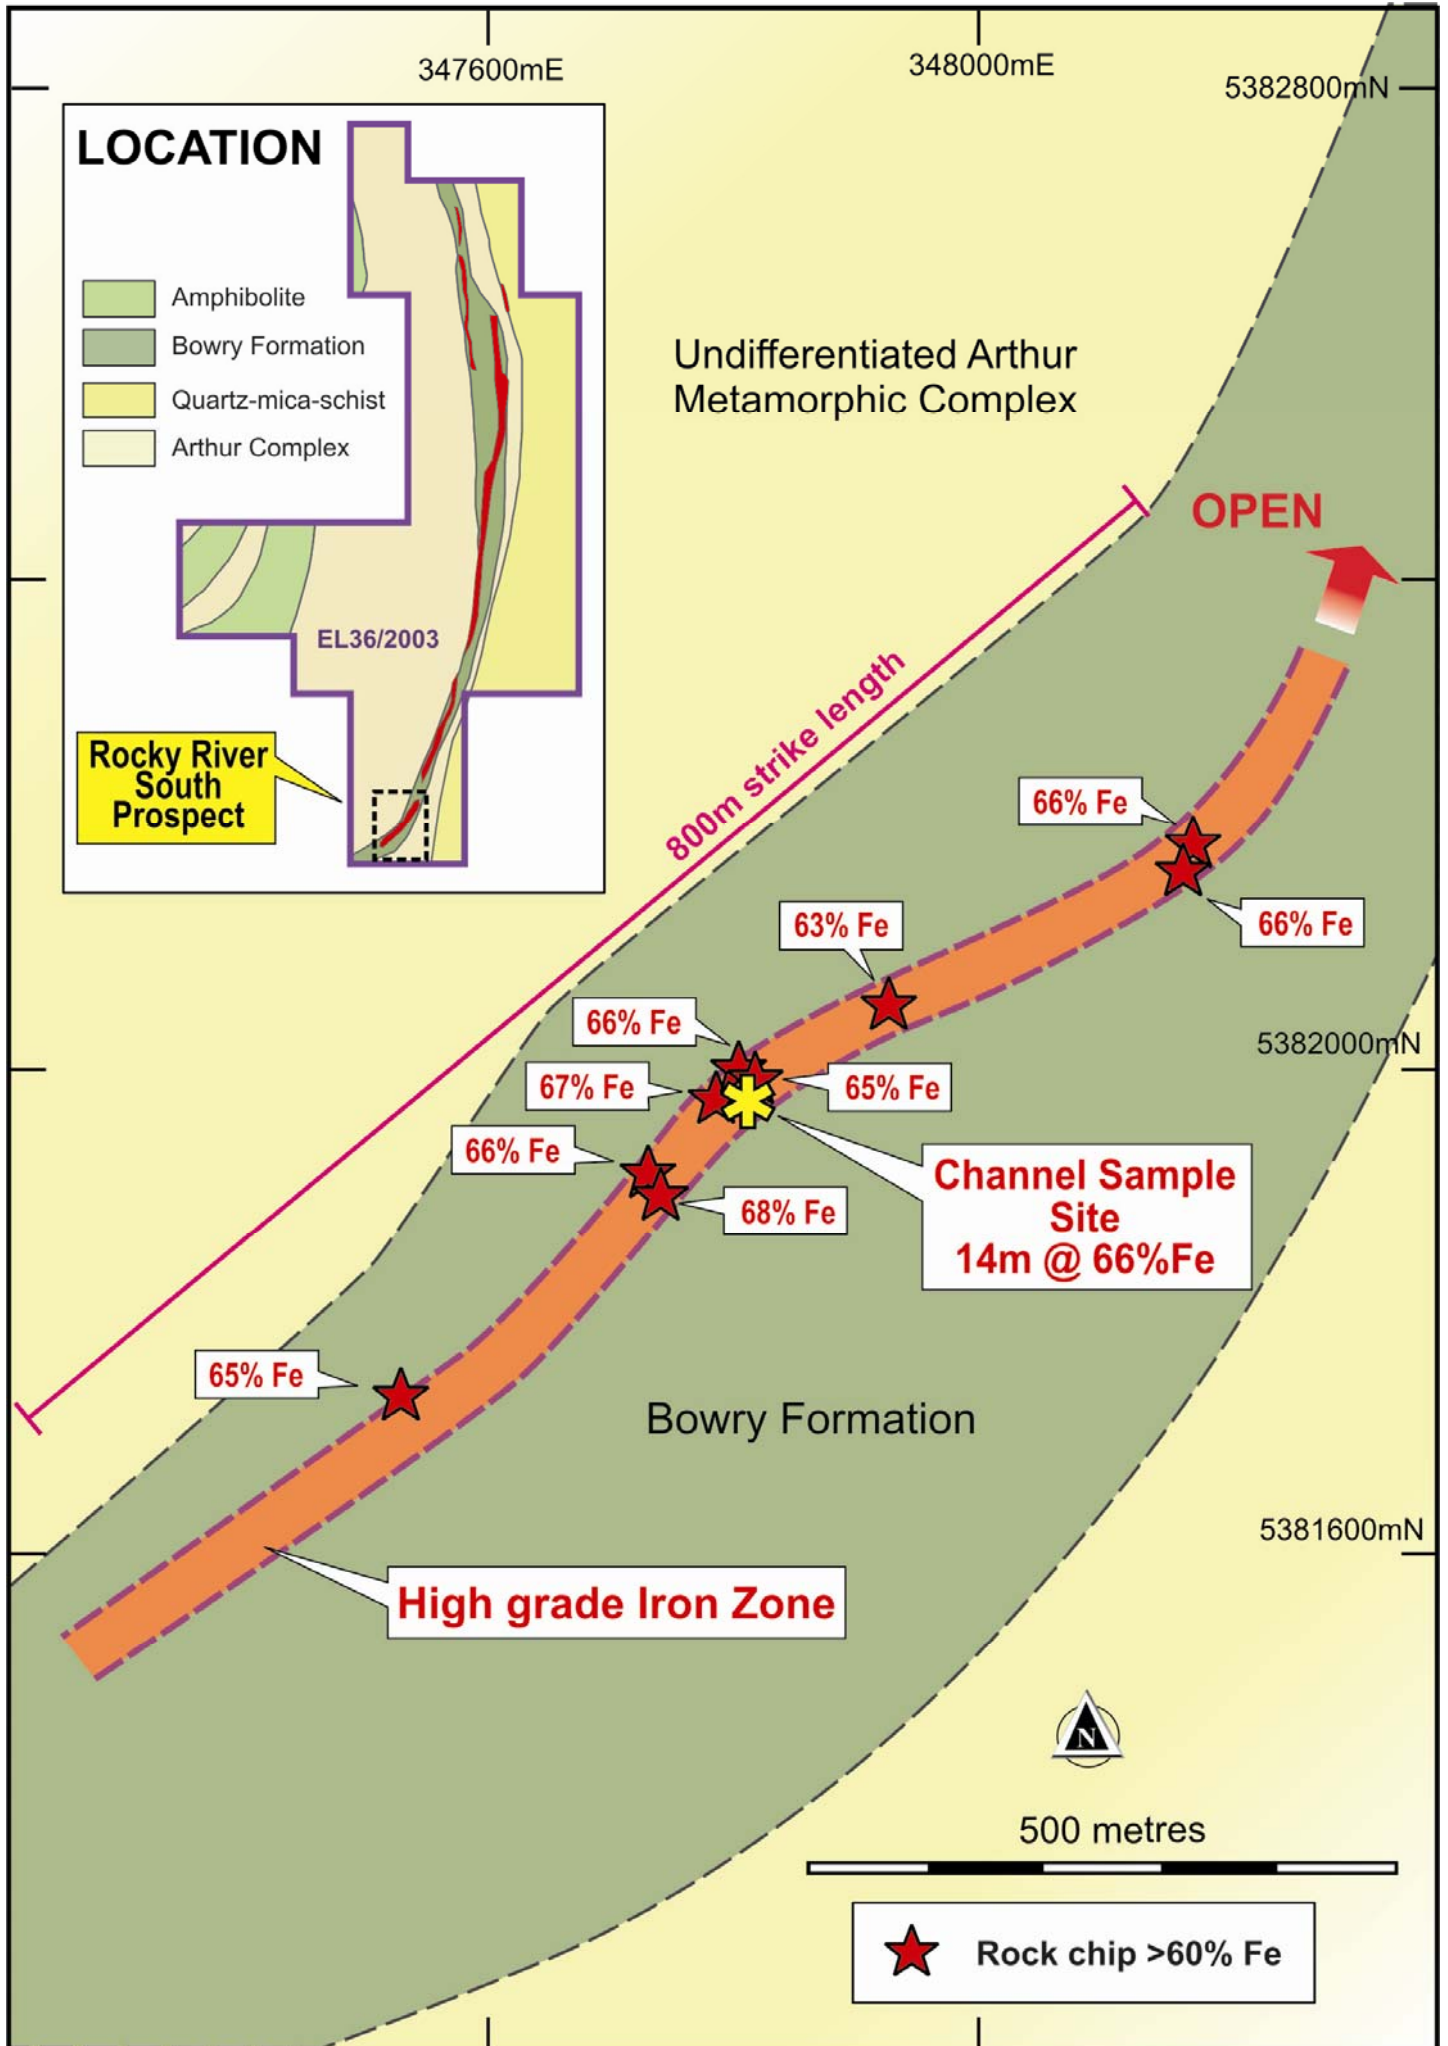 347600mE
348000mE
5382800mN
LOCATION
Amphibolite
Bowry Formation
Quartz-mica-schist
Arthur Complex
EL36/2003
Rocky River
South
Prospect
Undifferentiated Arthur
Metamorphic Complex
OPEN
800m strike length
66% Fe
66% Fe
63% Fe
66% Fe
5382000mN
67% Fe
65% Fe
66% Fe
68% Fe
Channel Sample
Site
14m @ 66%Fe
65% Fe
Bowry Formation
5381600mN
High grade Iron Zone
N
500 metres
Rock chip >60% Fe